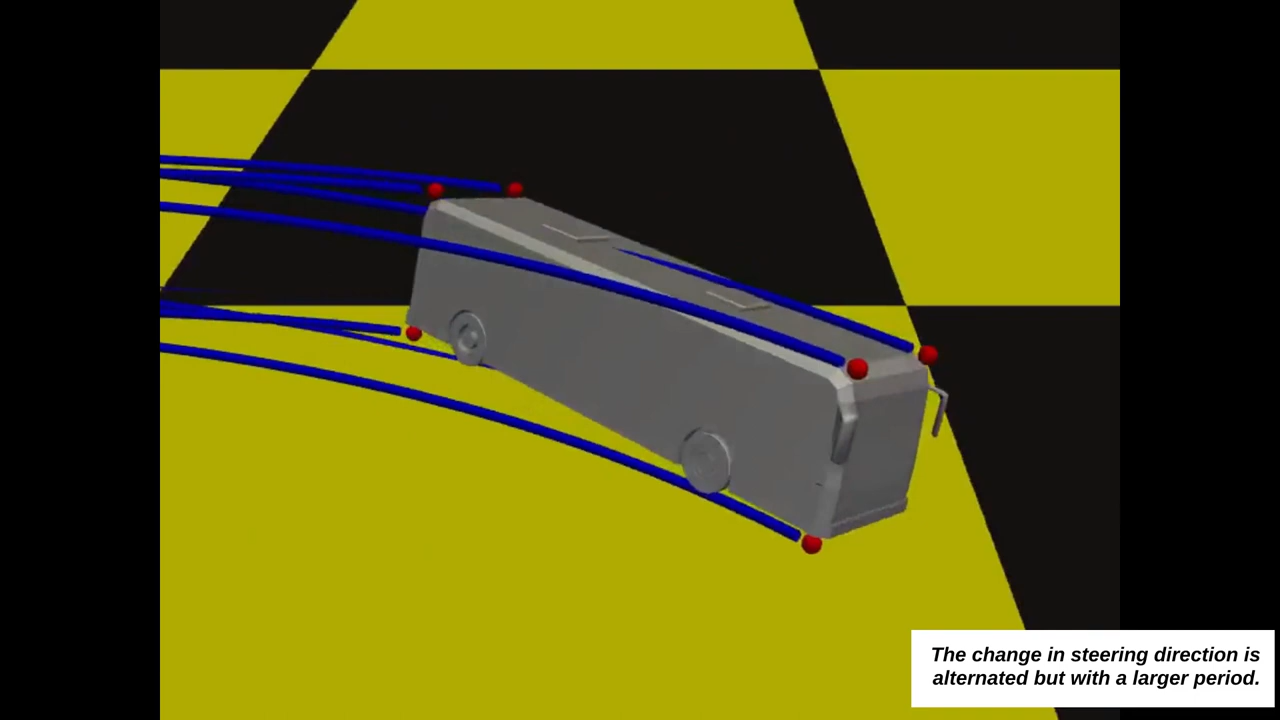 The change in steering direction is
alternated but with a larger period.